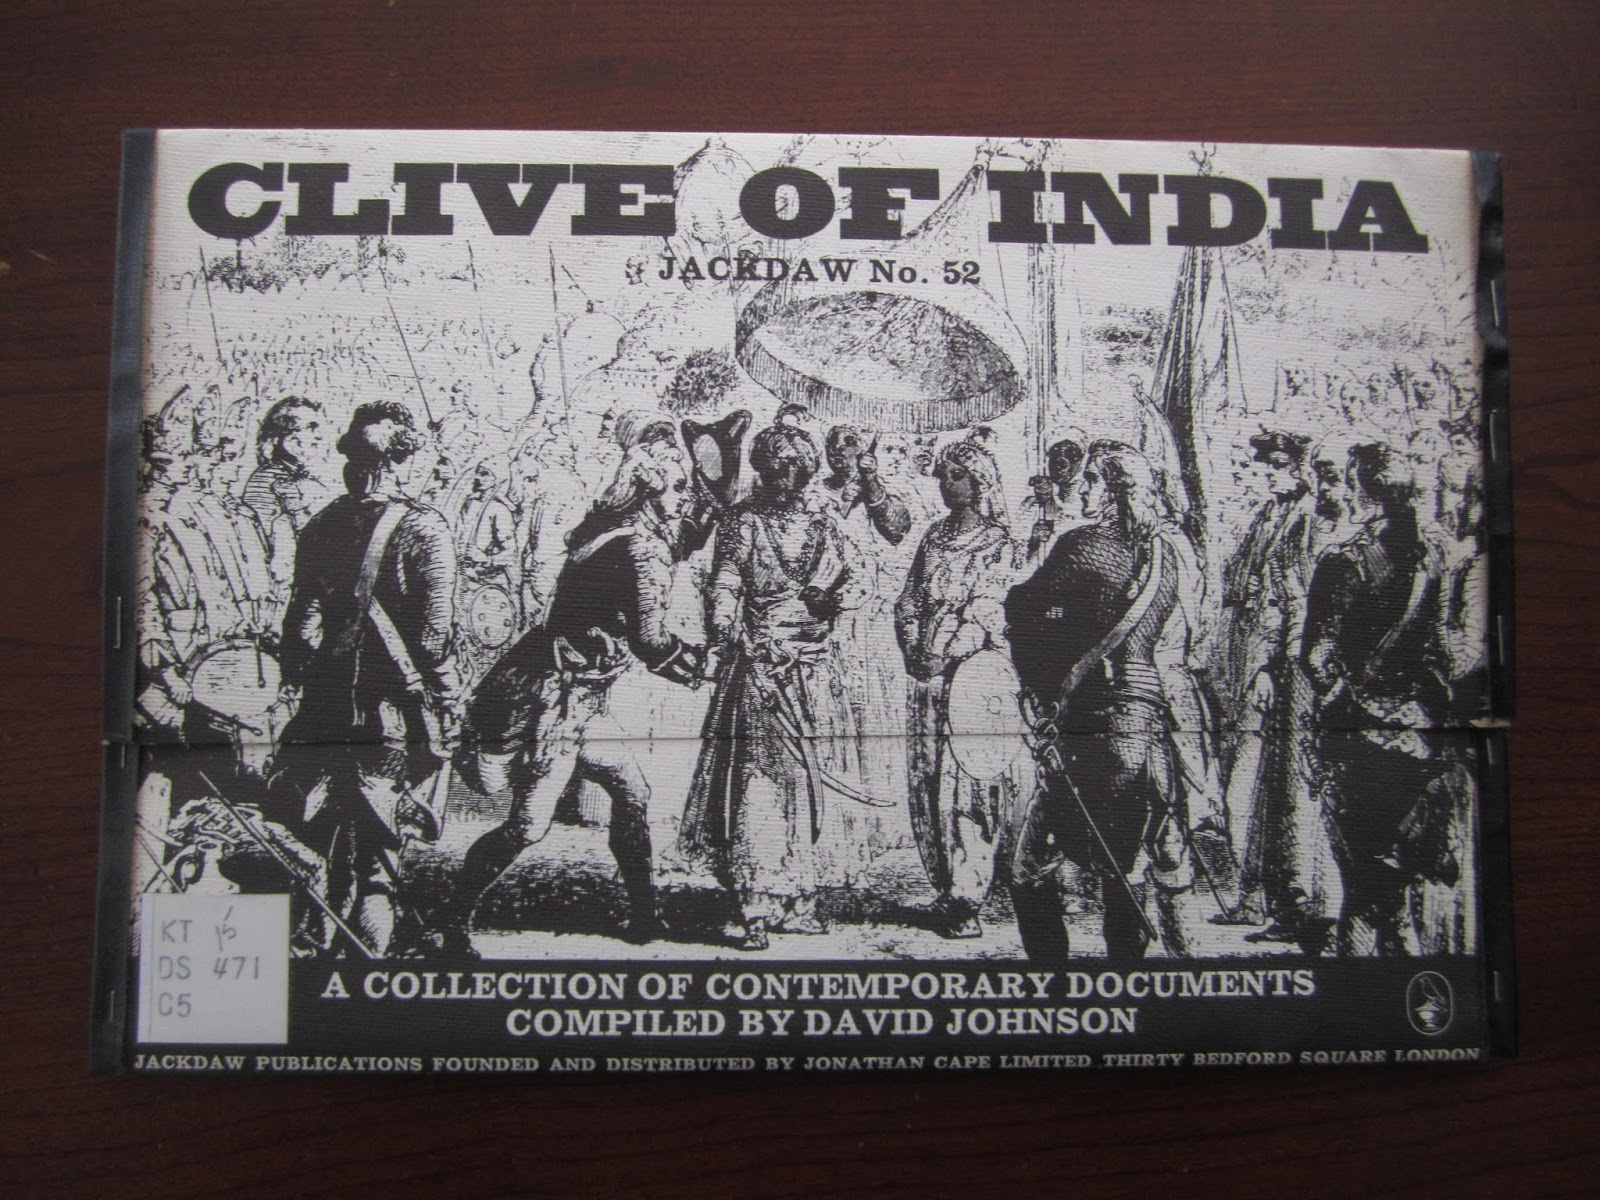 CLIVE OF INDIA
JACKDAW No. 52
KT
DS 471
C5
A COLLECTION OF CONTEMPORARY DOCUMENTS
COMPILED BY DAVID JOHNSON
JACKDAW PUBLICATIONS FOUNDED AND DISTRIBUTED BY JONATHAN CAPE LIMITED THIRTY BEDFORD SQUARE LONDON